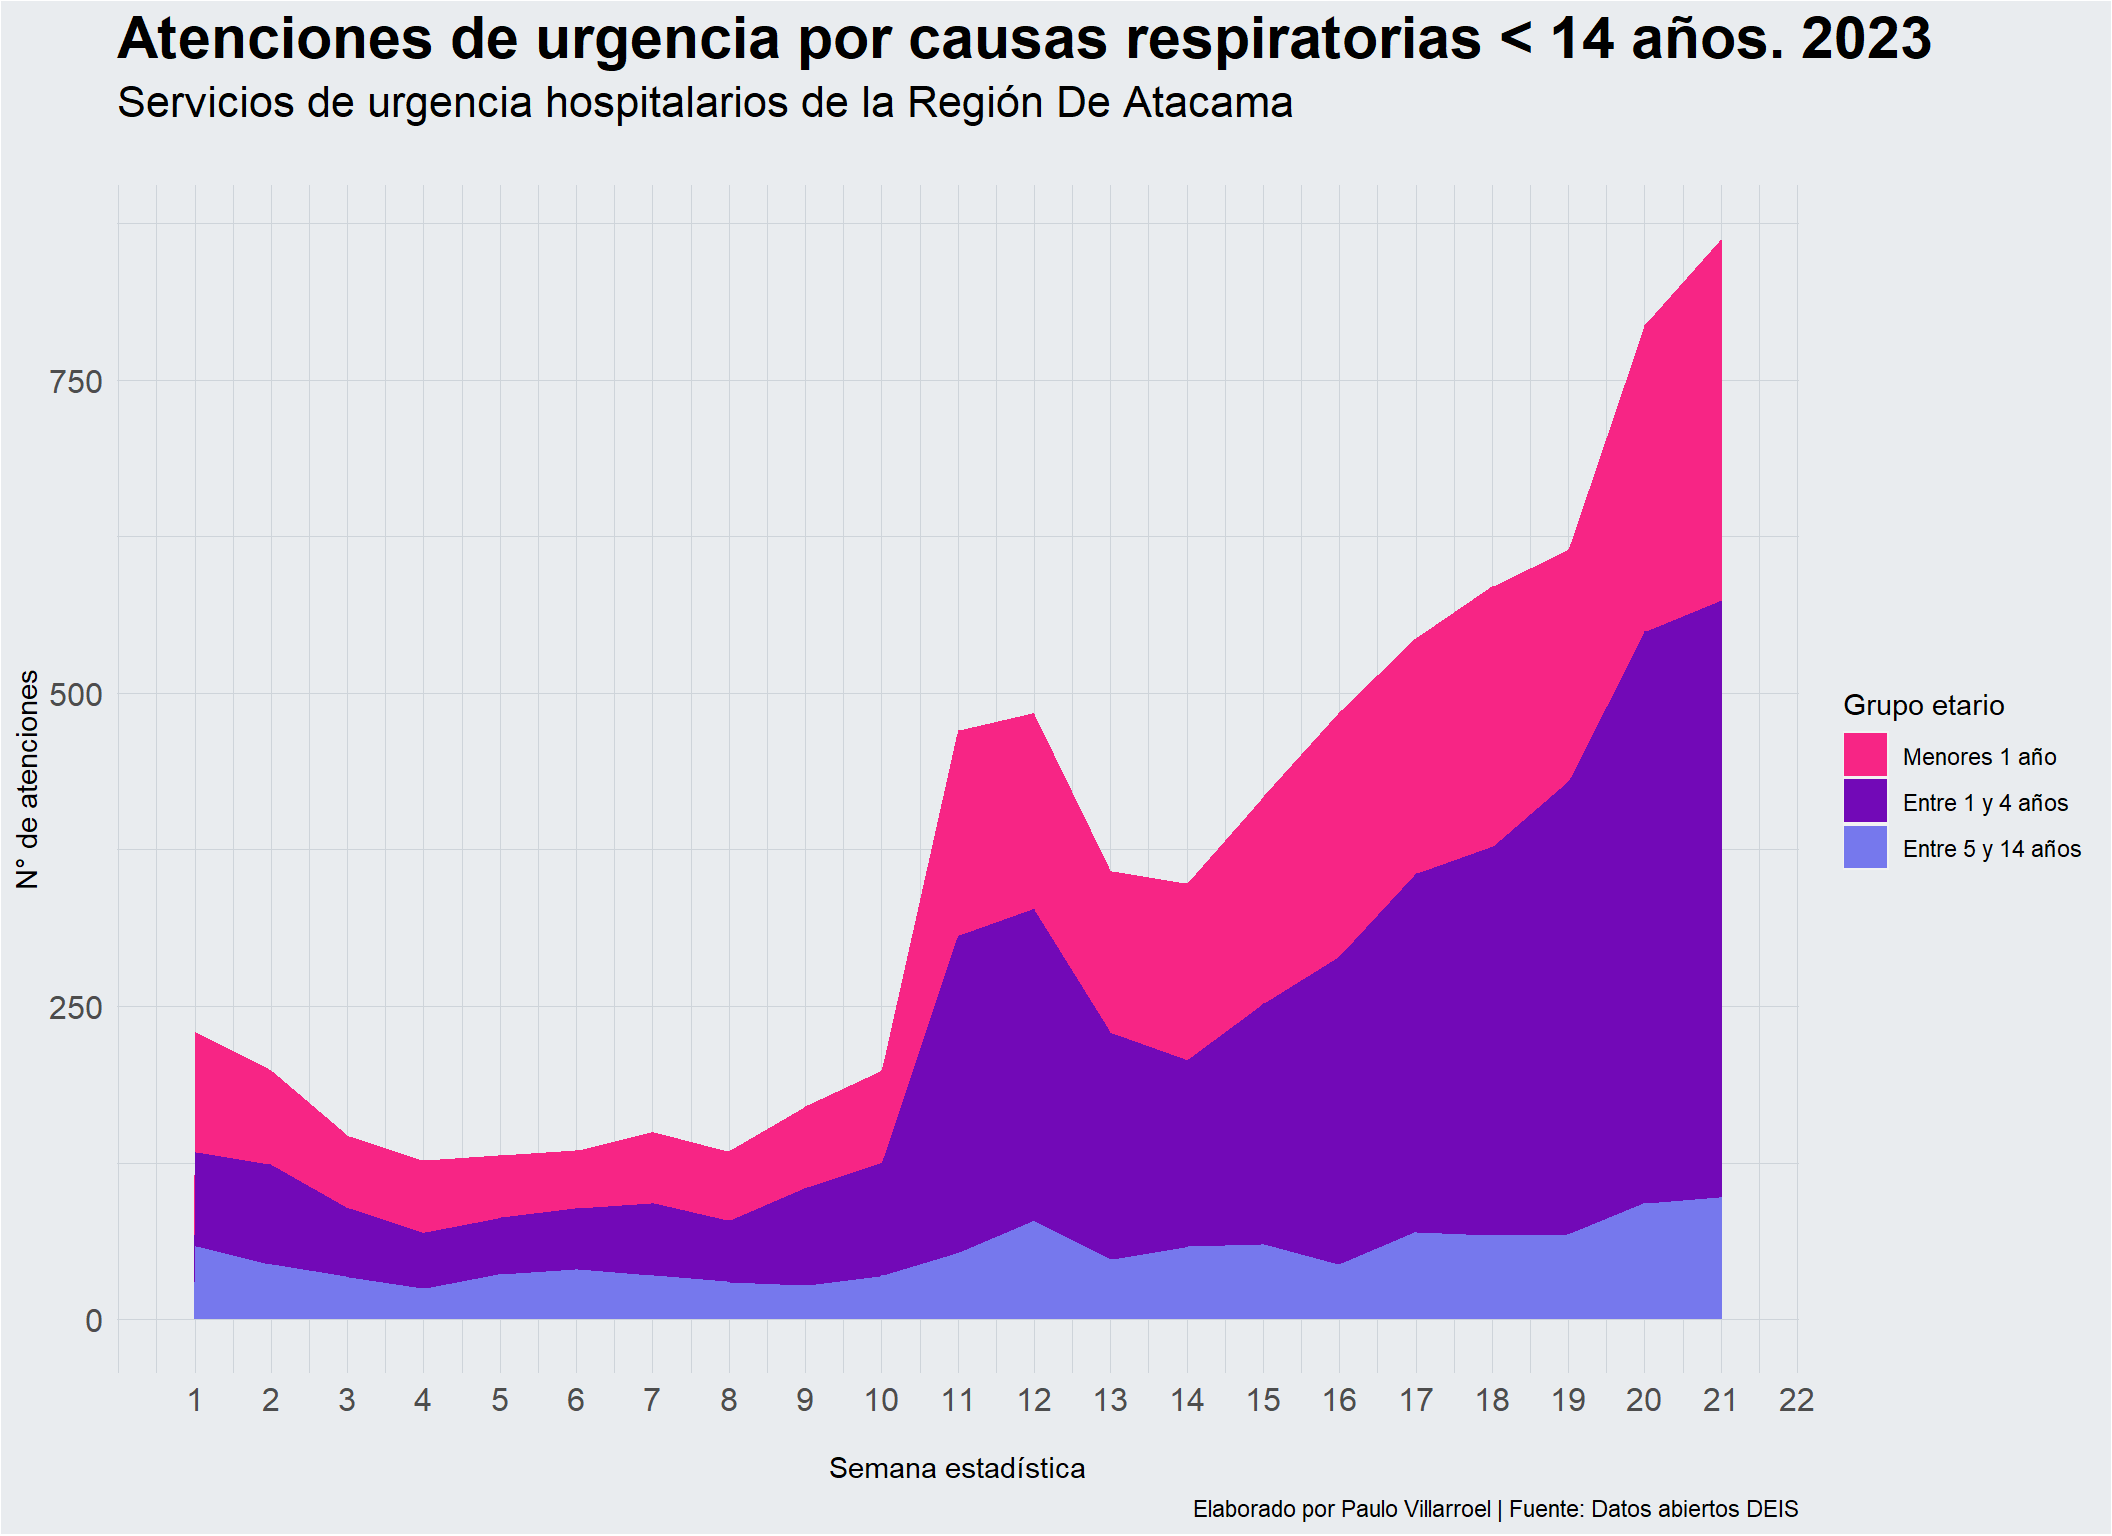 Atenciones de urgencia por causas respiratorias < 14 años. 2023
Servicios de urgencia hospitalarios de la Región De Atacama
N° de atenciones
750
500
250
0
1 2 3 4 5 6 7 8 9 10 11 12 13 14 15 16 17 18 19 20 21 22
Semana estadística
Grupo etario
Menores 1 año
Entre 1 y 4 años
Entre 5 y 14 años
Elaborado por Paulo Villarroel | Fuente: Datos abiertos DEIS